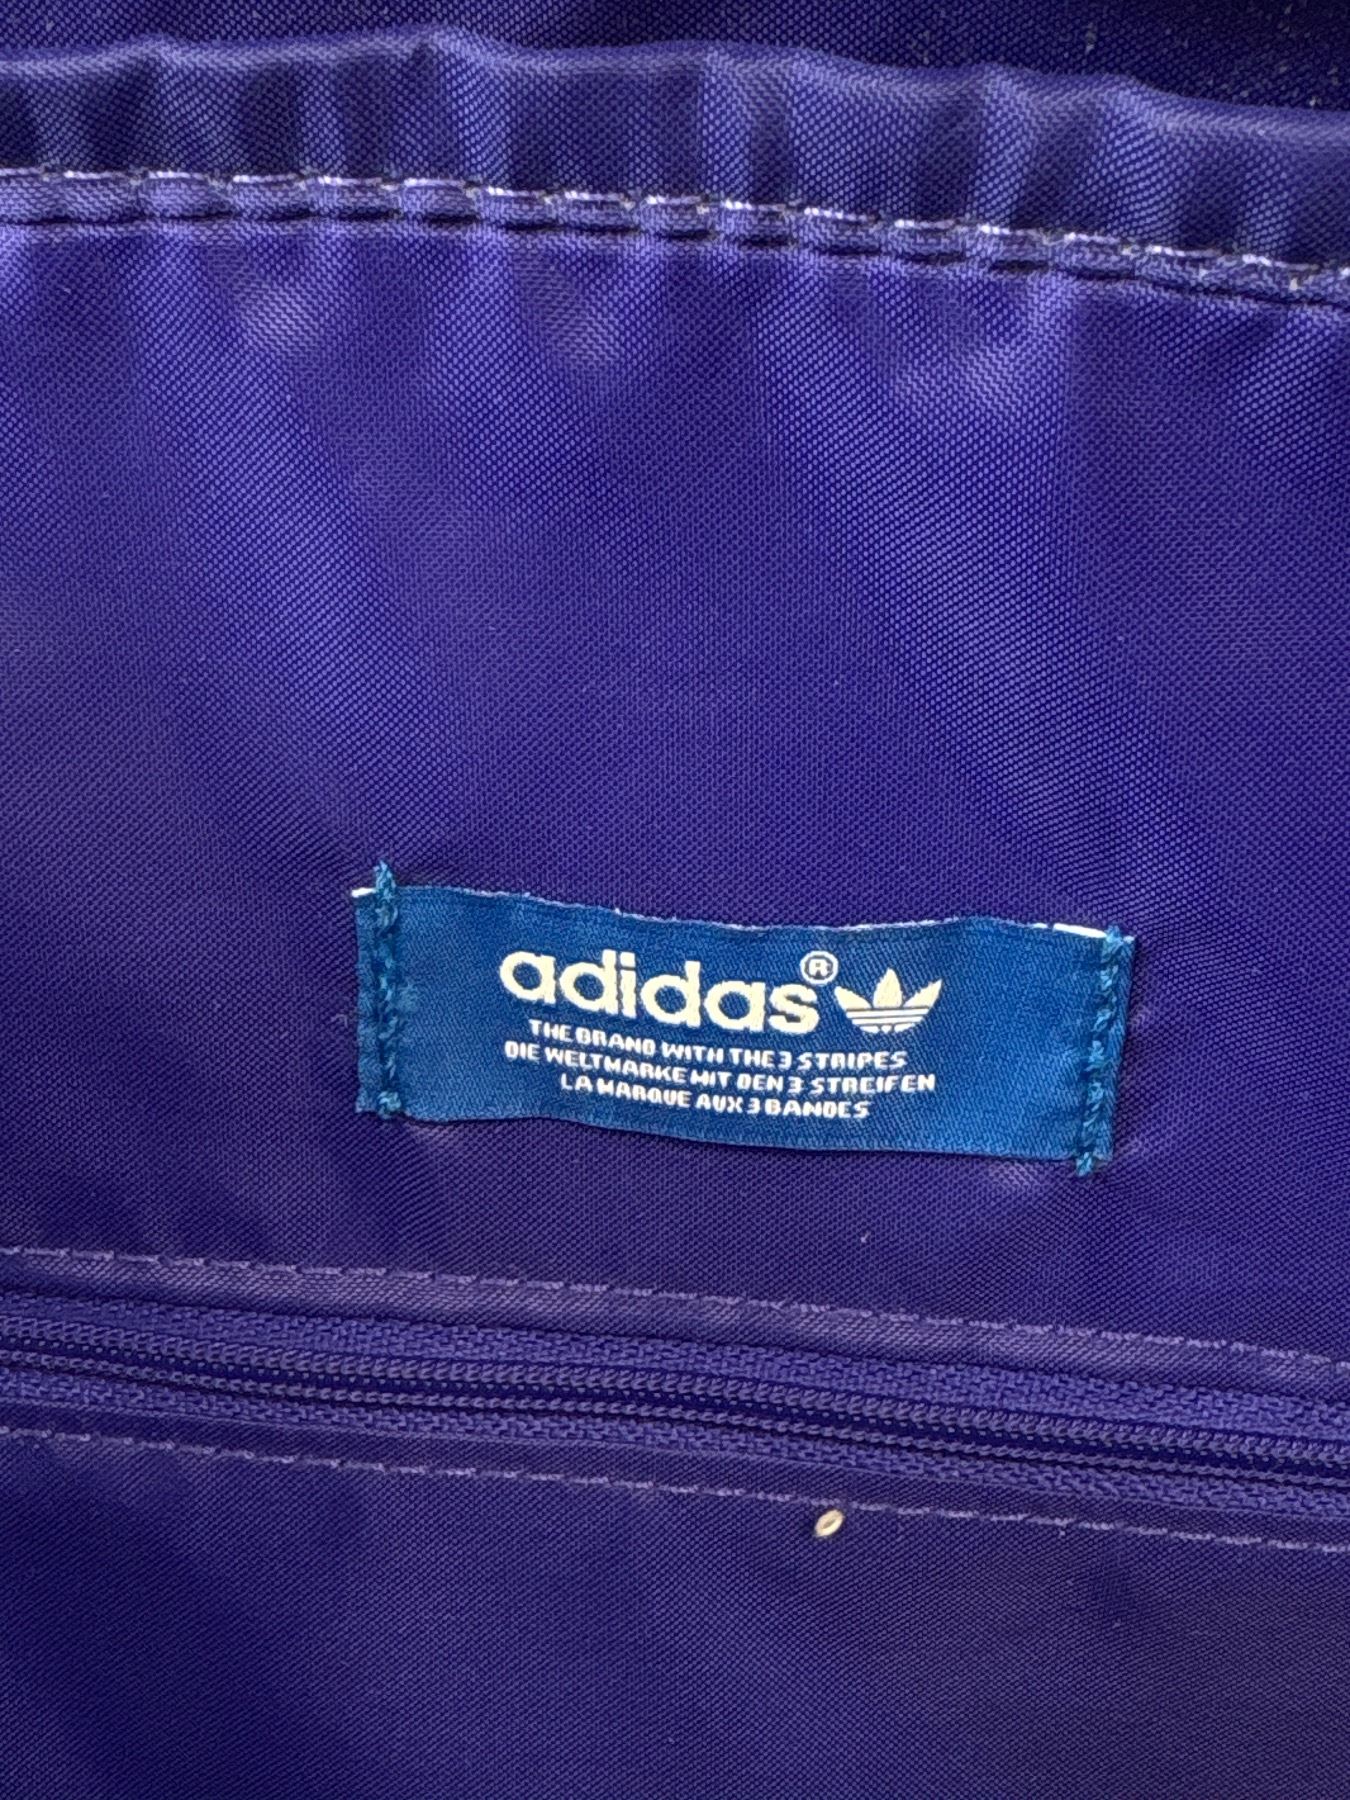 adidas®
THE BRAND WITH THE 3 STRIPES
DIE WELTMARKE MIT DEN 3 STREIFEN
LA MARQUE AUX 3 BANDES